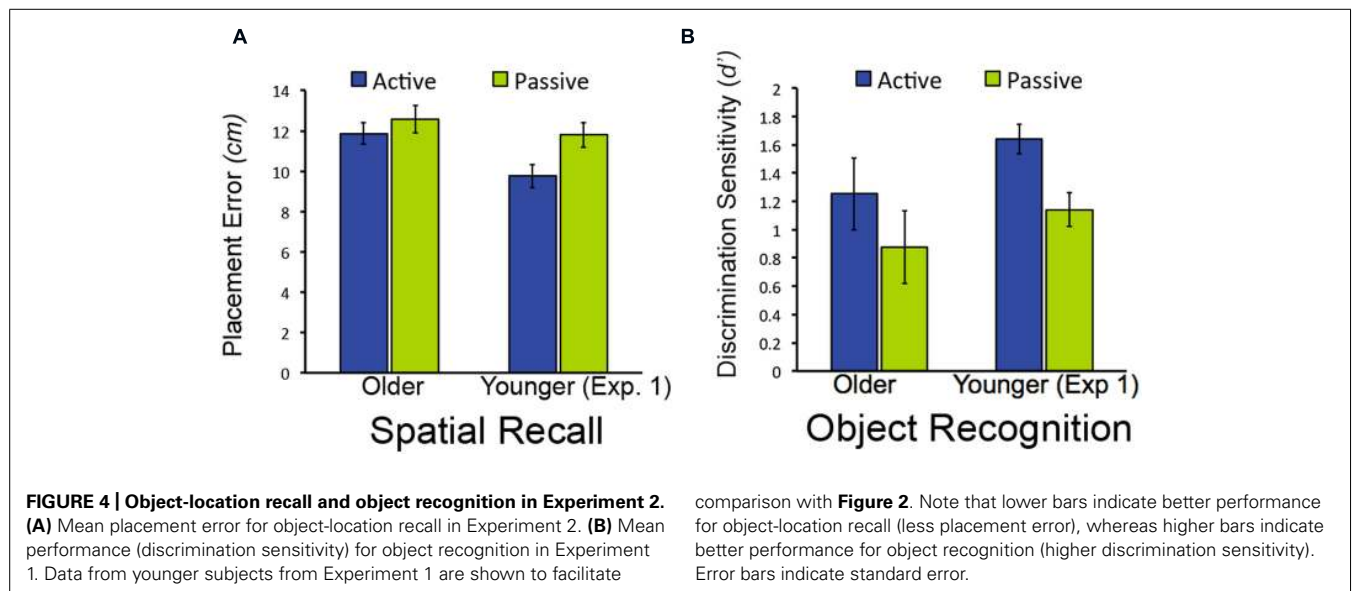 A
Active Passive
Placement Error (cm)
14
12
10
8
6
4
2
0
Older Younger (Exp. 1)
Spatial Recall
B
Active Passive
Discrimination Sensitivity (d')
2
1.8
1.6
1.4
1.2
1
0.8
0.6
0.4
0.2
0
Older Younger (Exp 1)
Object Recognition
FIGURE 4 | Object-location recall and object recognition in Experiment 2.
(A) Mean placement error for object-location recall in Experiment 2. (B) Mean
performance (discrimination sensitivity) for object recognition in Experiment
1. Data from younger subjects from Experiment 1 are shown to facilitate
comparison with Figure 2. Note that lower bars indicate better performance
for object-location recall (less placement error), whereas higher bars indicate
better performance for object recognition (higher discrimination sensitivity).
Error bars indicate standard error.